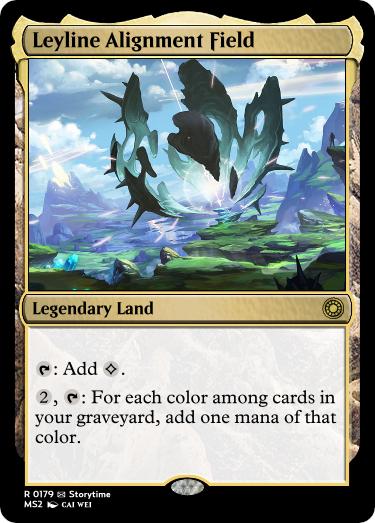 Leyline Alignment Field
Legendary Land
: Add .
2, : For each color among cards in
your graveyard, add one mana of that
color.
R 0179 Storytime
MS2 CAI WEI